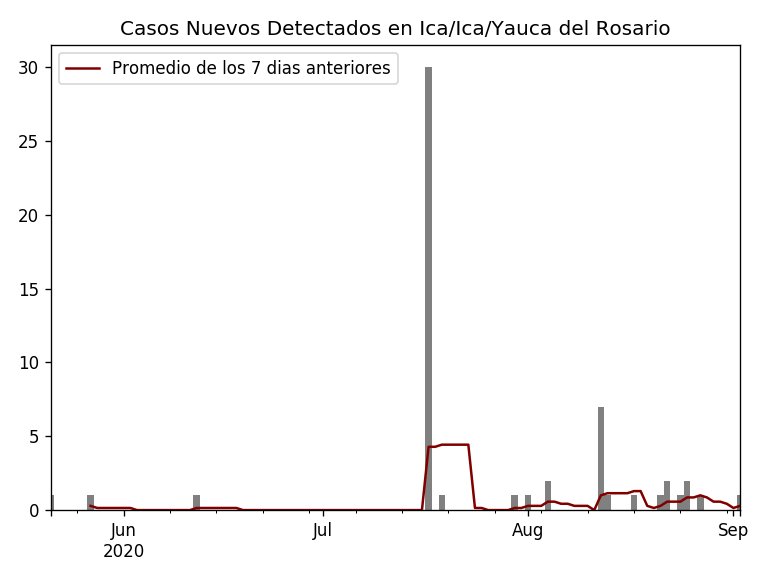 Casos Nuevos Detectados en Ica/Ica/Yauca del Rosario
Promedio de los 7 dias anteriores
30
25
20
15
10
5
0
Jun
2020
Jul
Aug
Sep